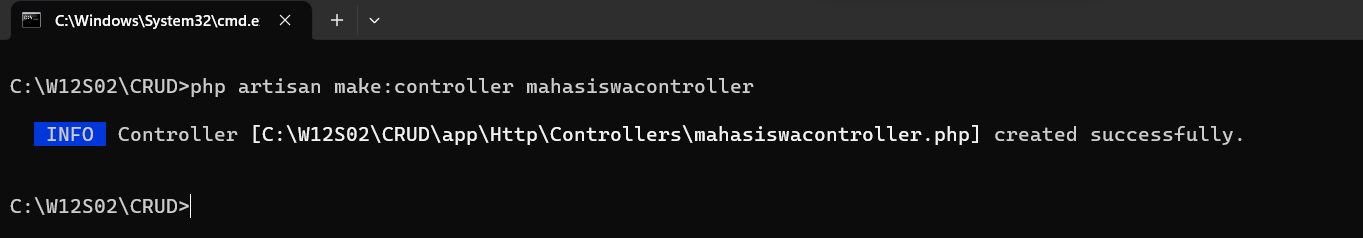 C:\Windows\System32\cmd.e
C:\W12S02\CRUD>php artisan make:controller mahasiswacontroller
INFO Controller [C:\W12S02\CRUD\app\Http\Controllers\mahasiswacontroller.php] created successfully.
C:\W12S02\CRUD>